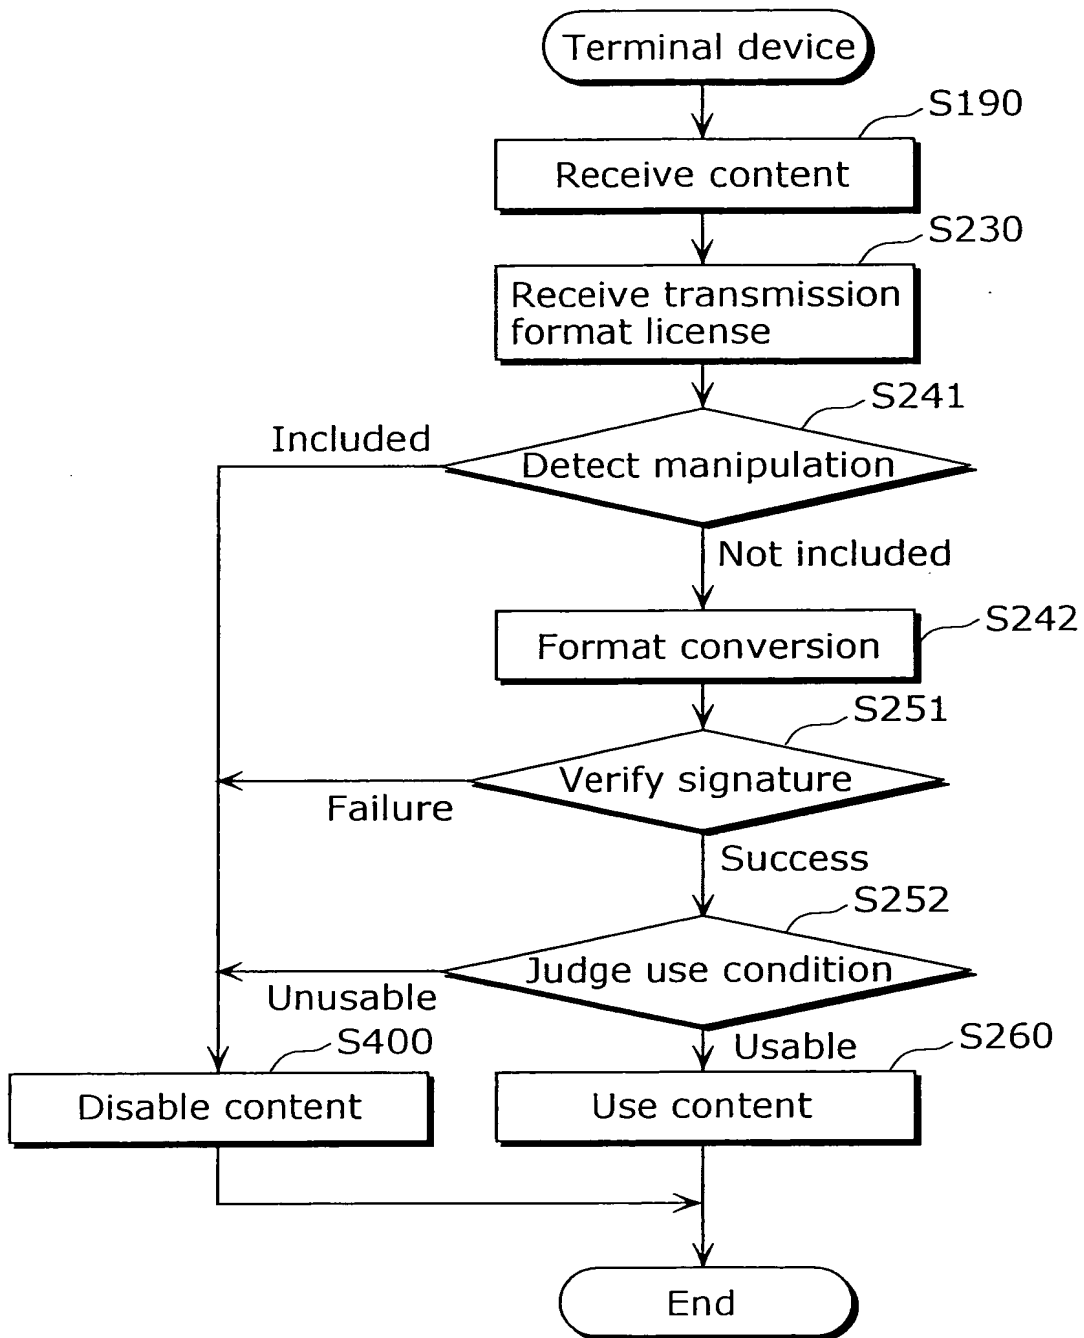 Terminal device
S190
Receive content
S230
Receive transmission
format license
S241
Included
Detect manipulation
Not included
S242
Format conversion
S251
Verify signature
Failure
Success
S252
Judge use condition
Unusable
Usable
S400
S260
Disable content
Use content
End